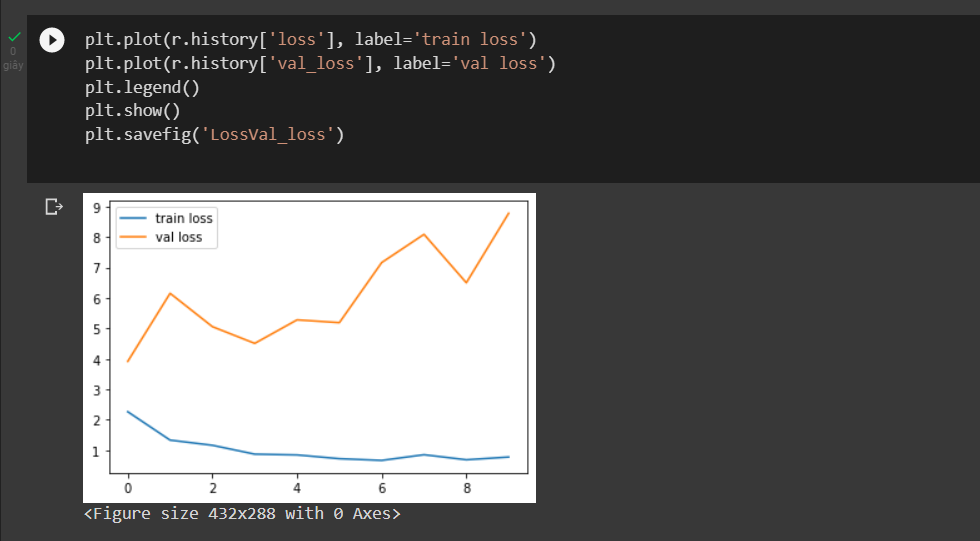 plt.plot(r.history['loss'], label='train loss')
0
giây
plt.plot(r.history['val_loss'], label='val loss')
plt.legend()
plt.show()
plt.savefig('LossVal_loss')
9
8
7
6
5
4
3
2
1
train loss
val loss
0 2 4 6 8
<Figure size 432x288 with 0 Axes>